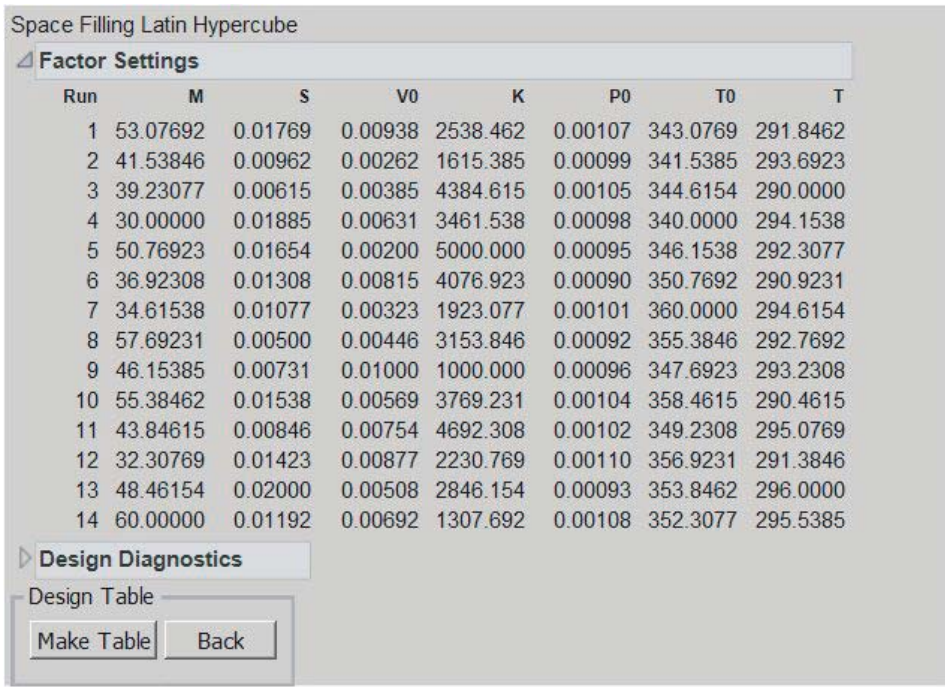 Space Filling Latin Hypercube
Factor Settings
Run M S V0 K P0 T0 T
1 53.07692 0.01769 0.00938 2538.462 0.00107 343.0769 291.8462
2 41.53846 0.00962 0.00262 1615.385 0.00099 341.5385 293.6923
3 39.23077 0.00615 0.00385 4384.615 0.00105 344.6154 290.0000
4 30.00000 0.01885 0.00631 3461.538 0.00098 340.0000 294.1538
5 50.76923 0.01654 0.00200 5000.000 0.00095 346.1538 292.3077
6 36.92308 0.01308 0.00815 4076.923 0.00090 350.7692 290.9231
7 34.61538 0.01077 0.00323 1923.077 0.00101 360.0000 294.6154
8 57.69231 0.00500 0.00446 3153.846 0.00092 355.3846 292.7692
9 46.15385 0.00731 0.01000 1000.000 0.00096 347.6923 293.2308
10 55.38462 0.01538 0.00569 3769.231 0.00104 358.4615 290.4615
11 43.84615 0.00846 0.00754 4692.308 0.00102 349.2308 295.0769
12 32.30769 0.01423 0.00877 2230.769 0.00110 356.9231 291.3846
13 48.46154 0.02000 0.00508 2846.154 0.00093 353.8462 296.0000
14 60.00000 0.01192 0.00692 1307.692 0.00108 352.3077 295.5385
Design Diagnostics
Design Table
Make Table Back